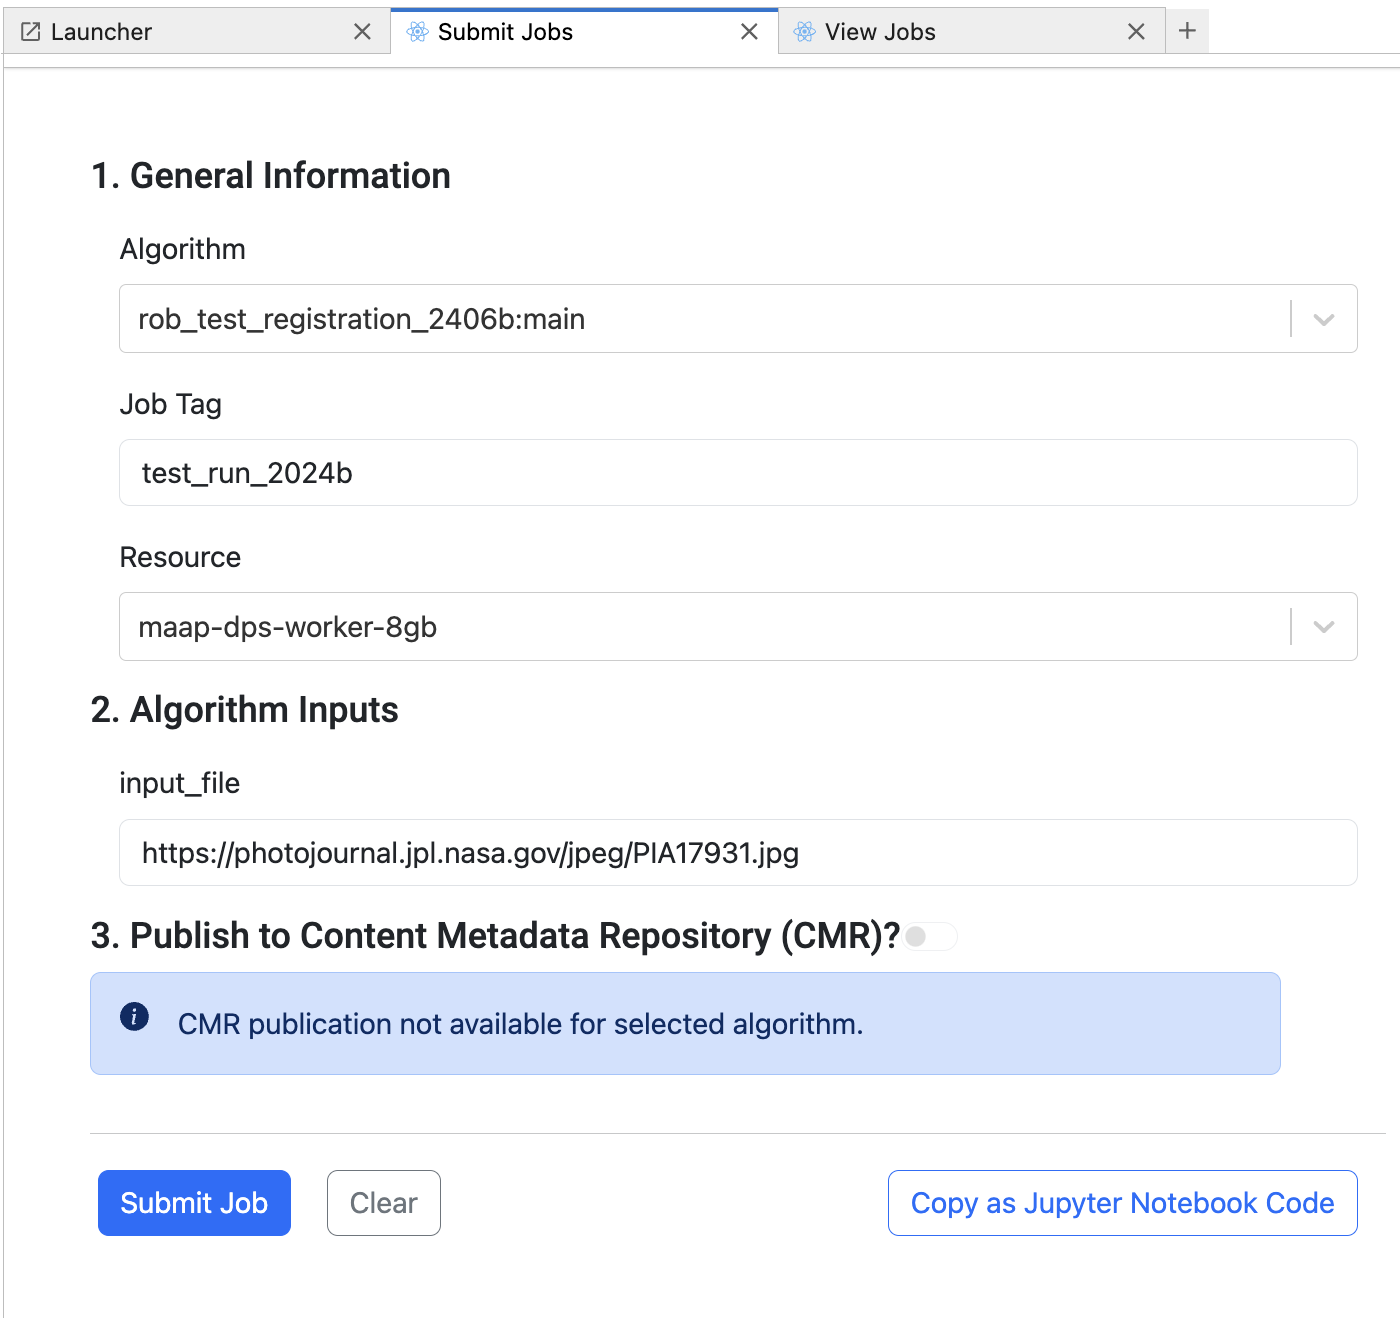 Launcher
Submit Jobs
View Jobs
1. General Information
Algorithm
rob_test_registration_2406b:main
Job Tag
test_run_2024b
Resource
maap-dps-worker-8gb
2. Algorithm Inputs
input_file
https://photojournal.jpl.nasa.gov/jpeg/PIA17931.jpg
3. Publish to Content Metadata Repository (CMR)?
CMR publication not available for selected algorithm.
Submit Job
Clear
Copy as Jupyter Notebook Code